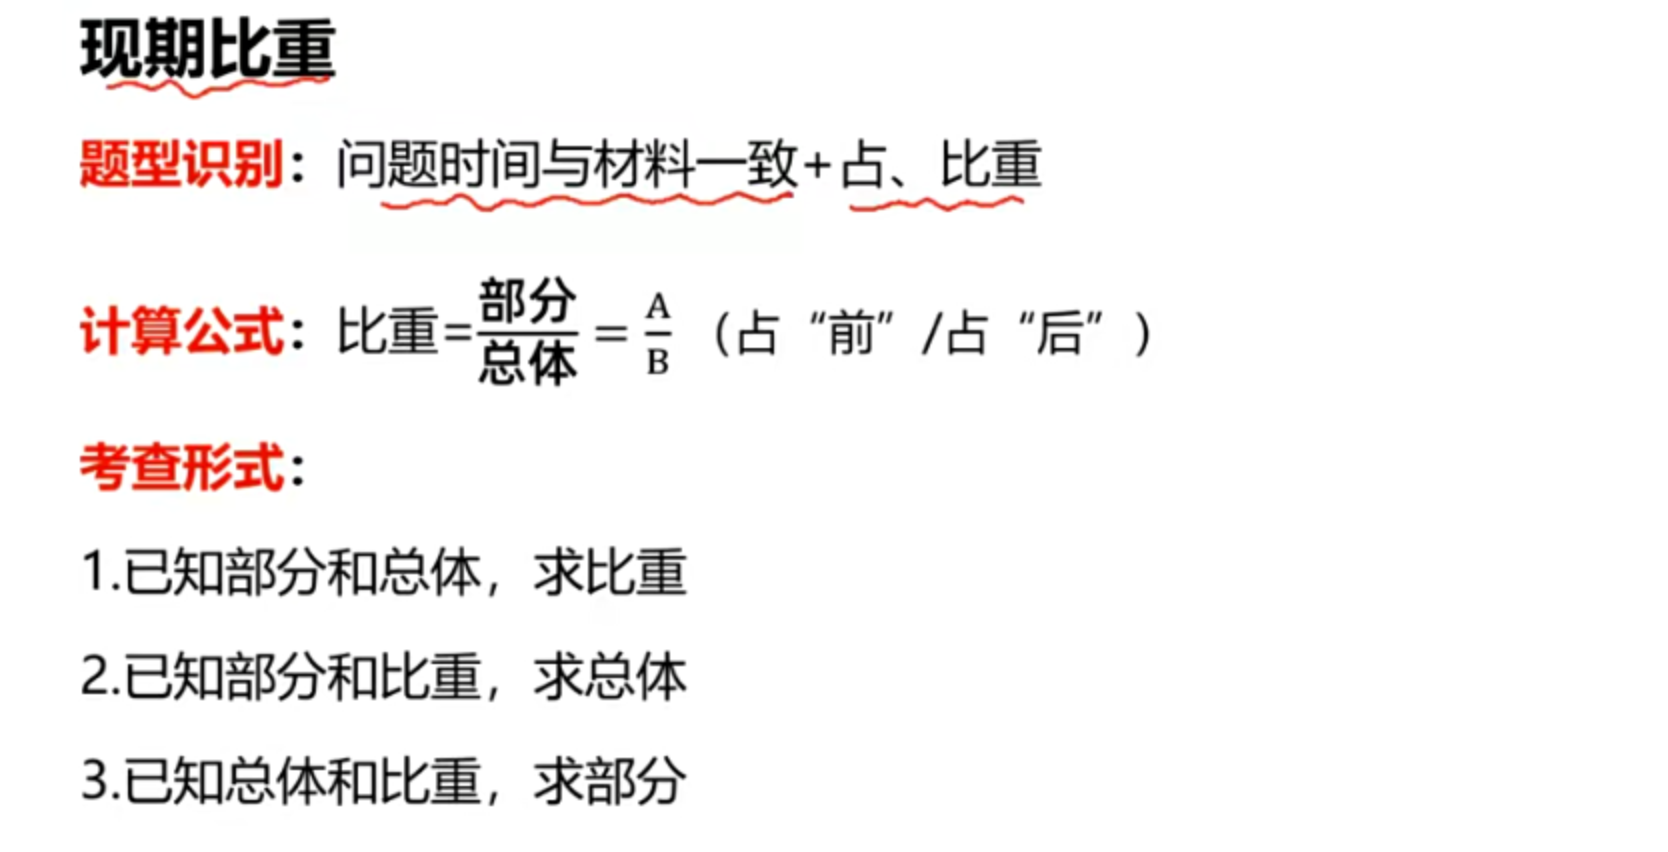 现期比重
题型识别：问题时间与材料一致+占、比重
计算公式：比重=部分/总体=A/B（占“前”/占“后”）
考查形式：
1.已知部分和总体，求比重
2.已知部分和比重，求总体
3.已知总体和比重，求部分